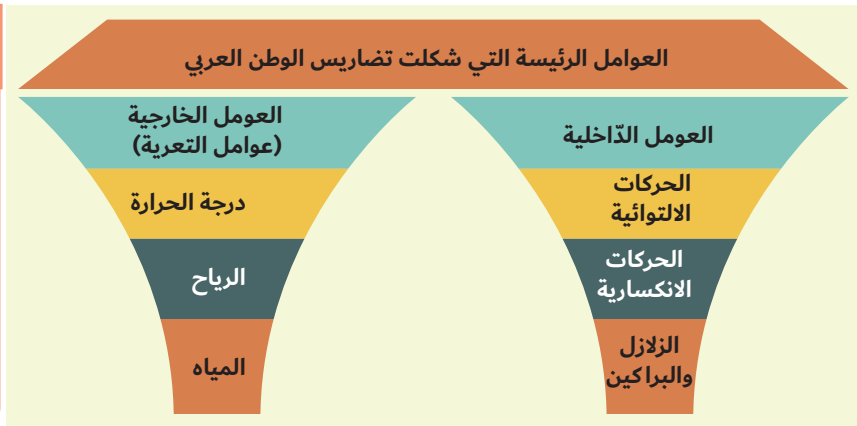 العوامل الرئيسة التي شكلت تضاريس الوطن العربي
العومل الدّاخلية
الحركات
الالتوائية
الحركات
الانكسارية
الزلازل
والبراكين
العومل الخارجية
(عوامل التعرية)
درجة الحرارة
الرياح
المياه